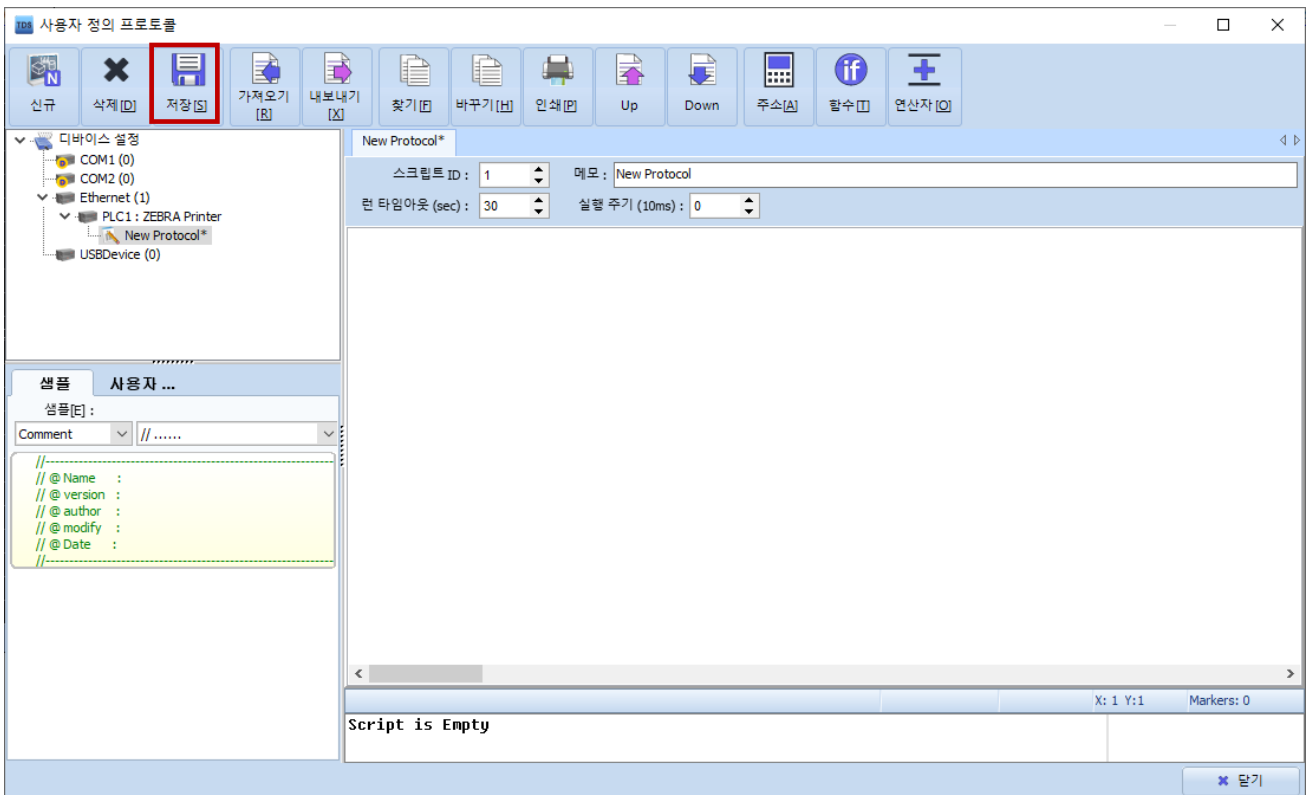 TDS 사용자 정의 프로토콜
N
if
신규 삭제[D] 저장[S] 가져오기[R] 내보내기[X] 찾기[F] 바꾸기[H] 인쇄[P] Up Down 주소[A] 함수[T] 연산자[O]
디바이스 설정
COM1 (0)
COM2 (0)
Ethernet (1)
PLC1 : ZEBRA Printer
New Protocol*
USBDevice (0)
New Protocol*
스크립트 ID : 1 메모 : New Protocol
런 타임아웃 (sec) : 30 실행 주기 (10ms) : 0
샘플 사용자 ...
샘플[E] :
Comment // ......
//----------------------------------------------------------------------
// @ Name :
// @ version :
// @ author :
// @ modify :
// @ Date :
//----------------------------------------------------------------------
X: 1 Y:1 Markers: 0
Script is Empty
닫기